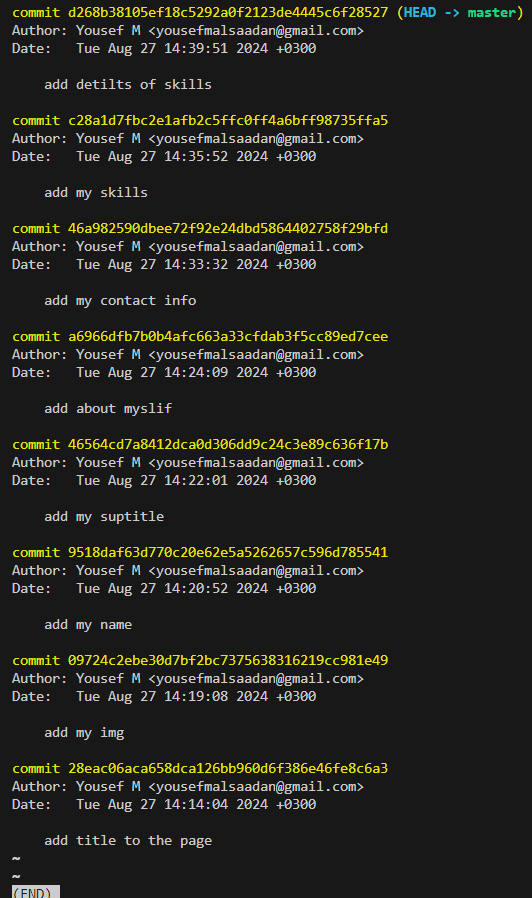 commit d268b38105ef18c5292a0f2123de4445c6f28527 (HEAD -> master)
Author: Yousef M <yousefmalsaadan@gmail.com>
Date:   Tue Aug 27 14:39:51 2024 +0300
    add detilts of skills
commit c28a1d7fbc2e1afb2c5ffc0ff4a6bff98735ffa5
Author: Yousef M <yousefmalsaadan@gmail.com>
Date:   Tue Aug 27 14:35:52 2024 +0300
    add my skills
commit 46a982590dbee72f92e24dbd5864402758f29bfd
Author: Yousef M <yousefmalsaadan@gmail.com>
Date:   Tue Aug 27 14:33:32 2024 +0300
    add my contact info
commit a6966dfb7b0b4afc663a33cfdab3f5cc89ed7cee
Author: Yousef M <yousefmalsaadan@gmail.com>
Date:   Tue Aug 27 14:24:09 2024 +0300
    add about myslif
commit 46564cd7a8412dca0d306dd9c24c3e89c636f17b
Author: Yousef M <yousefmalsaadan@gmail.com>
Date:   Tue Aug 27 14:22:01 2024 +0300
    add my suptitle
commit 9518daf63d770c20e62e5a5262657c596d785541
Author: Yousef M <yousefmalsaadan@gmail.com>
Date:   Tue Aug 27 14:20:52 2024 +0300
    add my name
commit 09724c2ebe30d7bf2bc7375638316219cc981e49
Author: Yousef M <yousefmalsaadan@gmail.com>
Date:   Tue Aug 27 14:19:08 2024 +0300
    add my img
commit 28eac06aca658dca126bb960d6f386e46fe8c6a3
Author: Yousef M <yousefmalsaadan@gmail.com>
Date:   Tue Aug 27 14:14:04 2024 +0300
    add title to the page
~
~
(END)